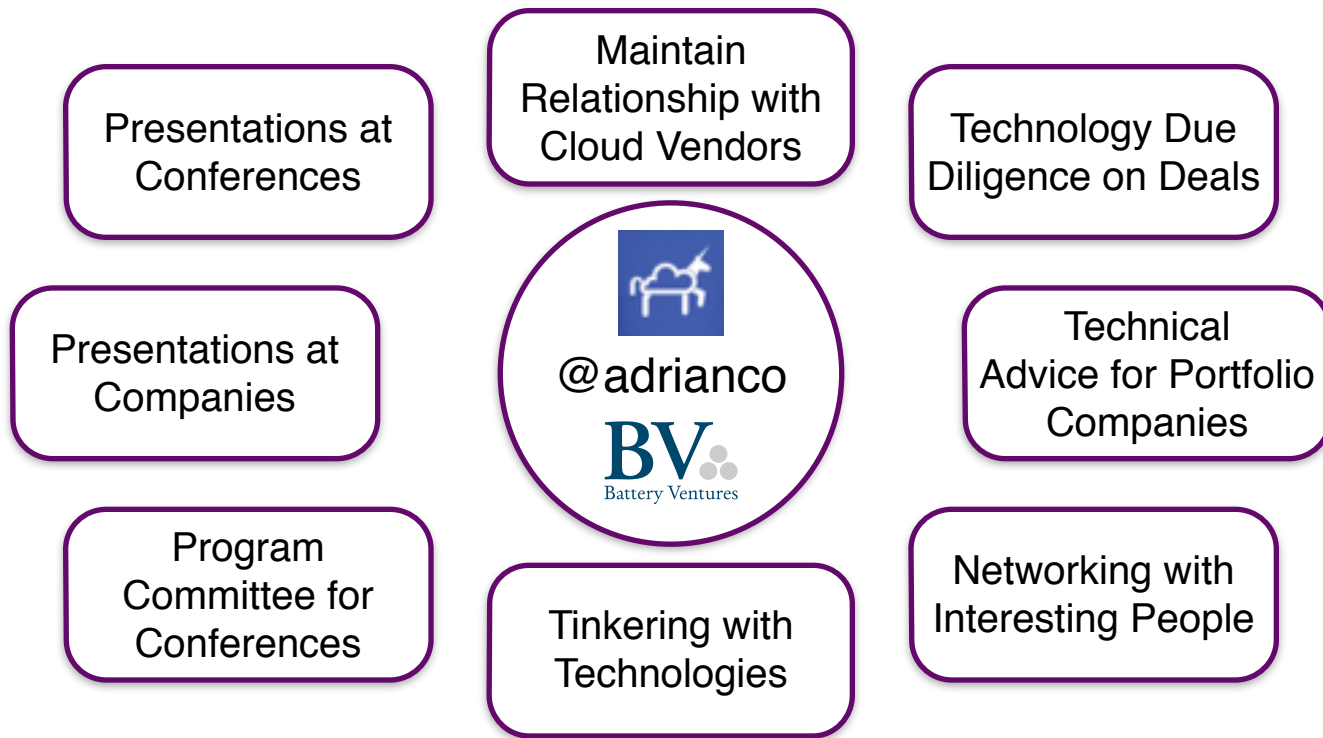 Maintain
Relationship with
Cloud Vendors
Presentations at
Conferences
Technology Due
Diligence on Deals
Presentations at
Companies
@adrianco
BV
Battery Ventures
Technical
Advice for Portfolio
Companies
Program
Committee for
Conferences
Tinkering with
Technologies
Networking with
Interesting People